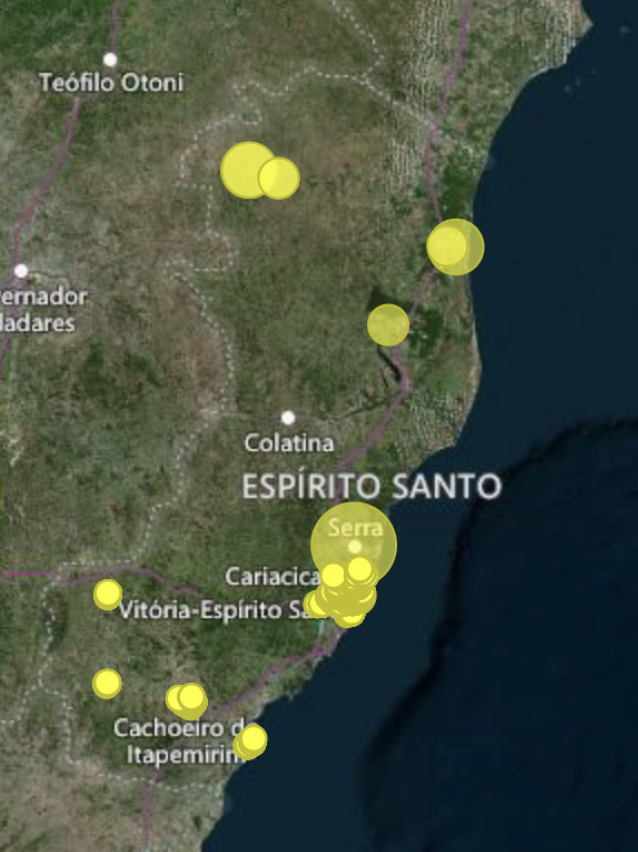 Teófilo Otoni
ernador
ladares
Colatina
ESPÍRITO SANTO
Serra
Cariacica
Vitória-Espírito Sa
Cachoeiro d
Itapemirim